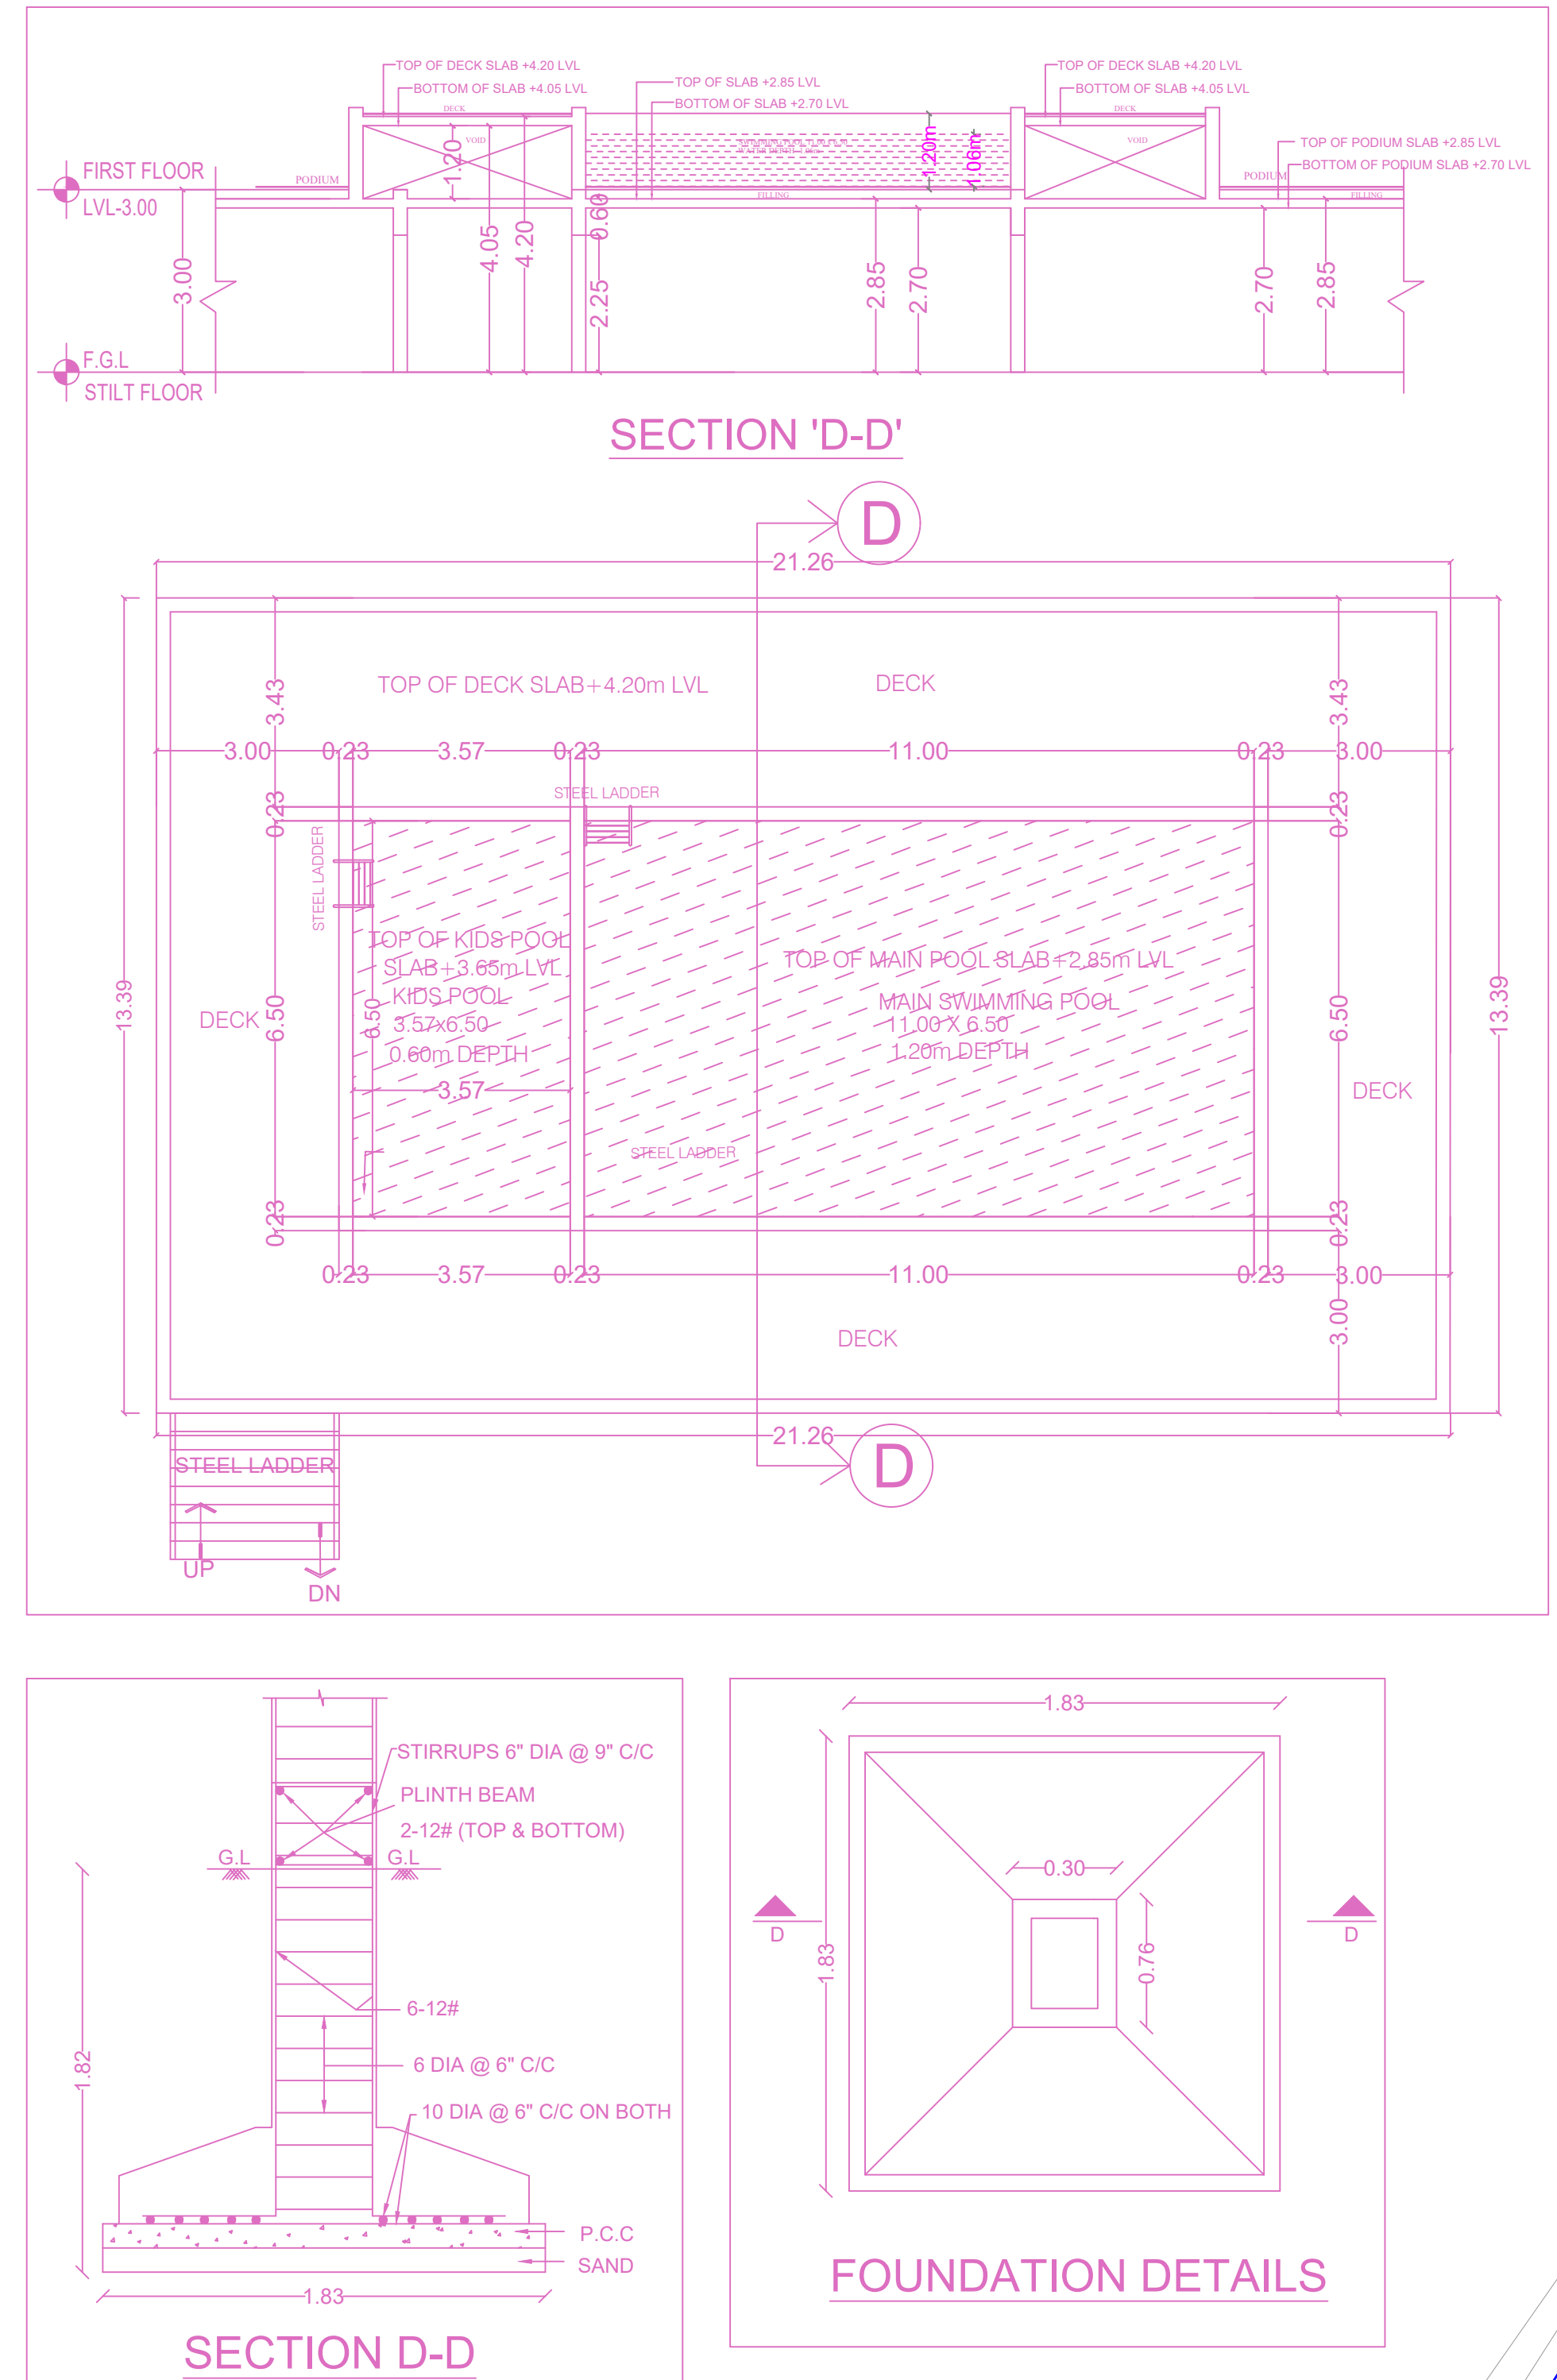 TOP OF DECK SLAB +4.20 LVL
BOTTOM OF SLAB +4.05 LVL
DECK
TOP OF SLAB +2.85 LVL
BOTTOM OF SLAB +2.70 LVL
TOP OF DECK SLAB +4.20 LVL
BOTTOM OF SLAB +4.05 LVL
DECK
VOID
1.20
SWIMMING POOL 11.00 X 6.50
WATER DEPTH -1.06m
1.20m
1.06m
VOID
TOP OF PODIUM SLAB +2.85 LVL
BOTTOM OF PODIUM SLAB +2.70 LVL
FIRST FLOOR
LVL-3.00
PODIUM
PODIUM
FILLING
FILLING
3.00
4.05
4.20
0.60
2.25
2.85
2.70
2.70
2.85
F.G.L
STILT FLOOR
SECTION 'D-D'
D
21.26
3.43
TOP OF DECK SLAB+4.20m LVL
DECK
3.43
3.00
0.23
3.57
0.23
11.00
0.23
3.00
0.23
STEEL LADDER
0.23
STEEL LADDER
TOP OF KIDS POOL
SLAB+3.65m LVL
KIDS POOL
3.57x6.50
0.60m DEPTH
3.57
6.50
TOP OF MAIN POOL SLAB+2.85m LVL
MAIN SWIMMING POOL
11.00 X 6.50
1.20m DEPTH
13.39
DECK
6.50
6.50
13.39
DECK
STEEL LADDER
0.23
0.23
0.23
3.57
0.23
11.00
0.23
3.00
3.00
DECK
21.26
D
STEEL LADDER
UP
DN
STIRRUPS 6" DIA @ 9" C/C
PLINTH BEAM
2-12# (TOP & BOTTOM)
G.L
G.L
6-12#
1.82
6 DIA @ 6" C/C
10 DIA @ 6" C/C ON BOTH
P.C.C
SAND
1.83
SECTION D-D
1.83
0.30
D
D
1.83
0.76
FOUNDATION DETAILS